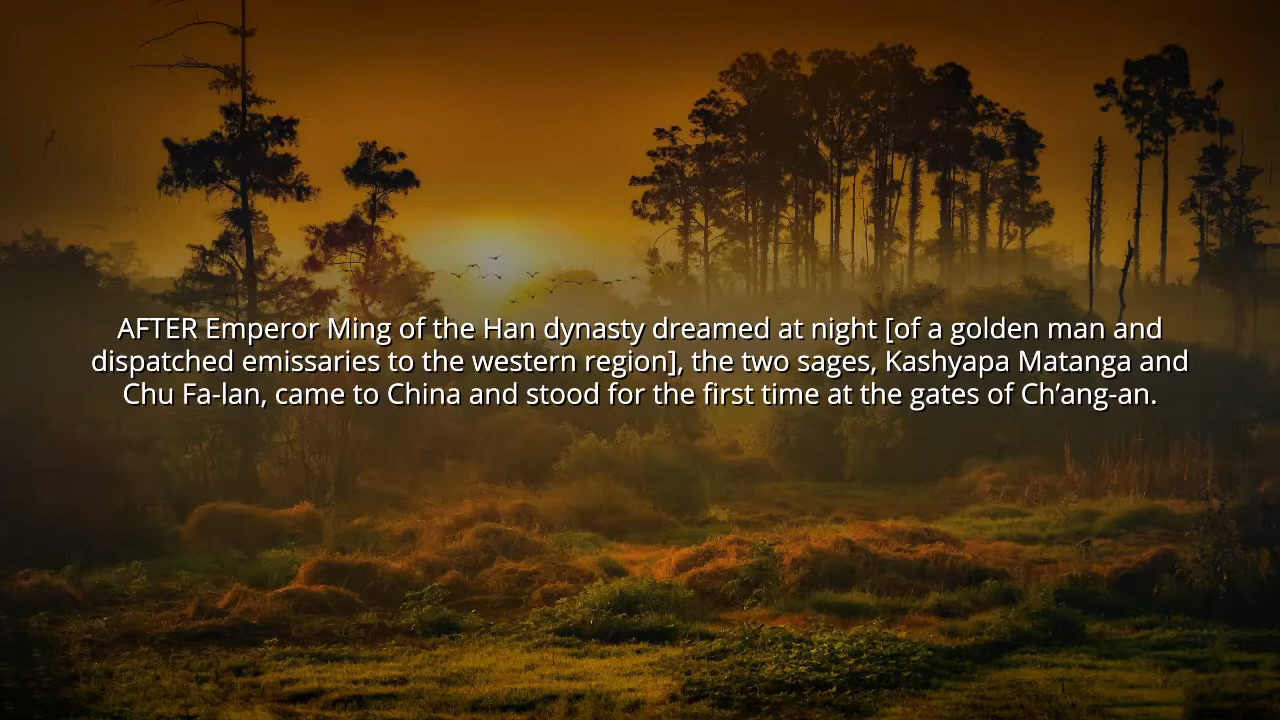 AFTER Emperor Ming of the Han dynasty dreamed at night [of a golden man and
dispatched emissaries to the western region], the two sages, Kashyapa Matanga and
Chu Fa-lan, came to China and stood for the first time at the gates of Ch’ang-an.